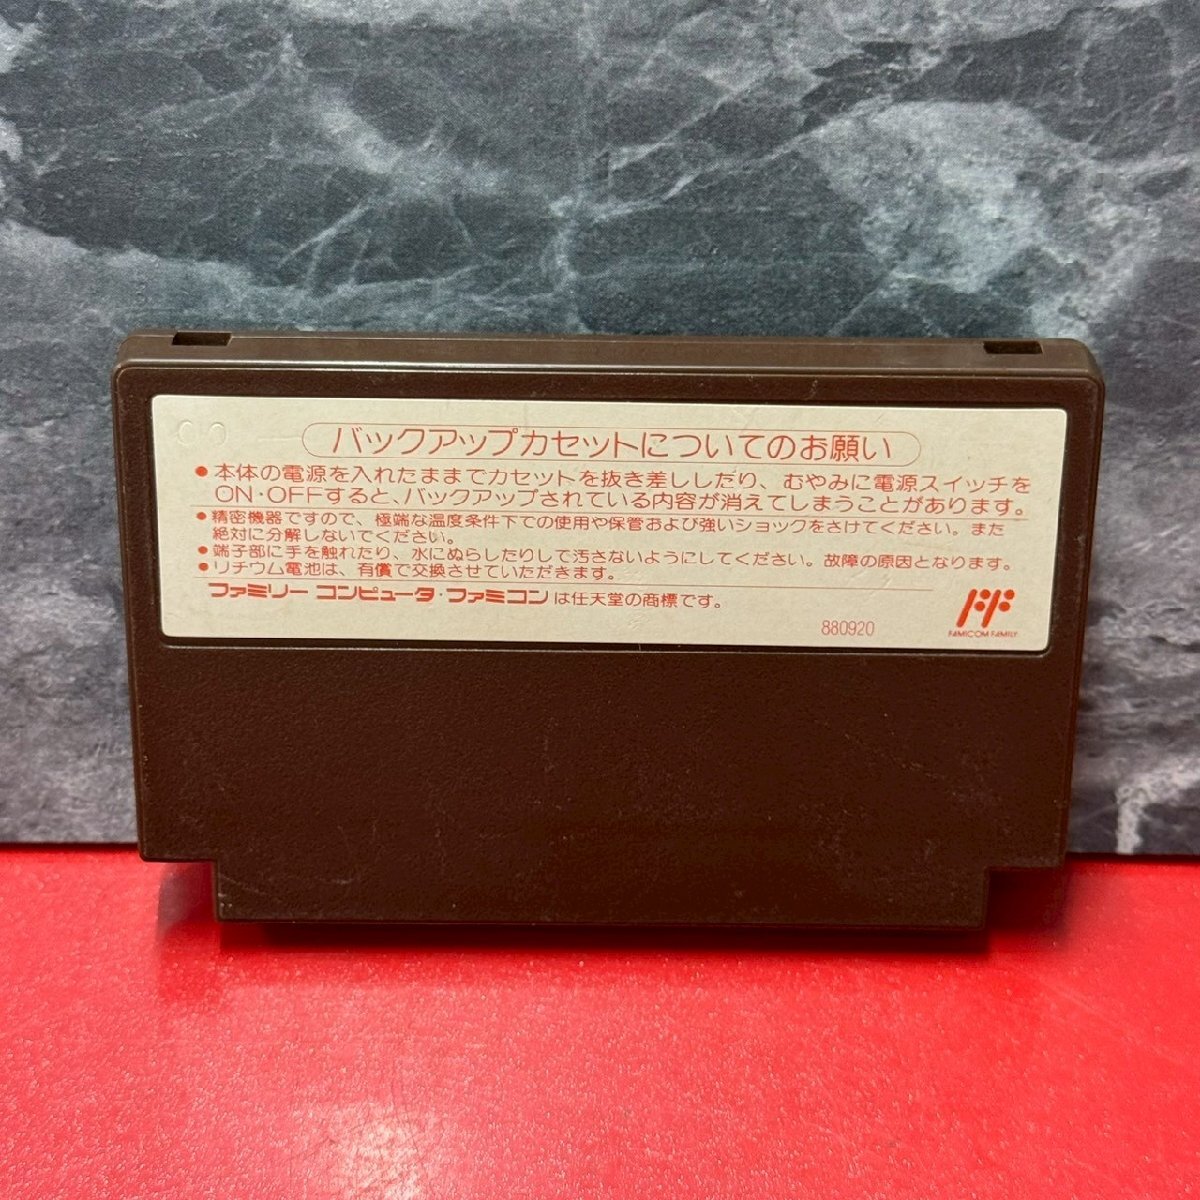 バックアップカセットについてのお願い
●本体の電源を入れたままでカセットを抜き差ししたり、むやみに電源スイッチを
ON・OFFすると、バックアップされている内容が消えてしまうことがあります。
●精密機器ですので、極端な温度条件下での使用や保管および強いショックをさけてください。また
絶対に分解しないでください。
●端子部に手を触れたり、水にぬらしたりして汚さないようにしてください。故障の原因となります。
●リチウム電池は、有償で交換させていただきます。
ファミリー コンピュータ・ファミコンは任天堂の商標です。
880920
FF
FAMICOM FAMILY